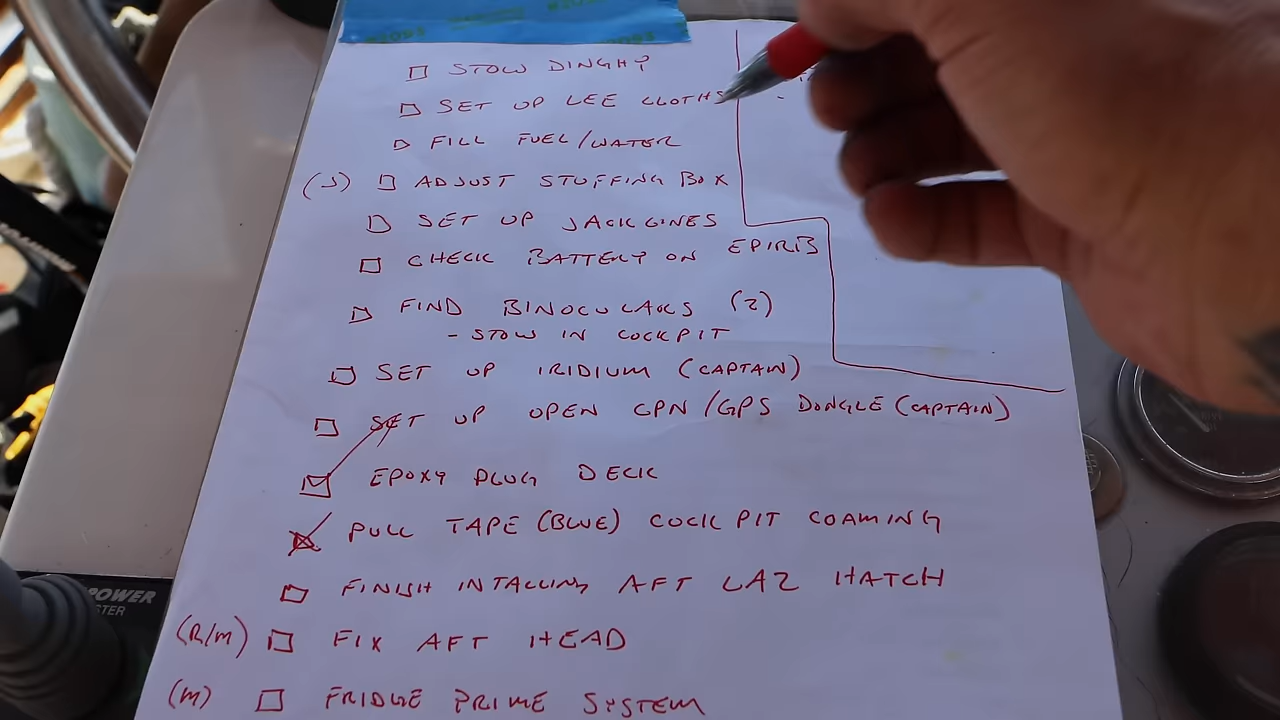 STOW DINGHY
SET UP LEE CLOTHS
FILL FUEL/WATER
(J) ADJUST STUFFING BOX
SET UP JACKLINES
CHECK BATTERY ON EPIRB
FIND BINOCULARS (2)
- STOW IN COCKPIT
SET UP IRIDIUM (CAPTAIN)
SET UP OPEN CPN/GPS DONGLE (CAPTAIN)
EPOXY PLUG DECK
PULL TAPE (BLUE) COCKPIT COAMING
FINISH INTALLING AFT LAZ HATCH
(R/M) FIX AFT HEAD
(M) FRIDGE PRIME SYSTEM
POWER